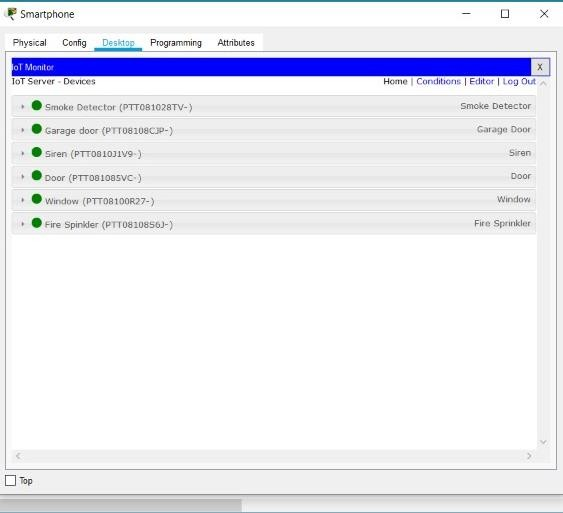 Smartphone
Physical Config Desktop Programming Attributes
IoT Monitor X
IoT Server - Devices Home | Conditions | Editor | Log Out
Smoke Detector (PTT081028TV-) Smoke Detector
Garage door (PTT08108CJP-) Garage Door
Siren (PTT0810J1V9-) Siren
Door (PTT081085VC-) Door
Window (PTT08100R27-) Window
Fire Spinkler (PTT08108S6J-) Fire Sprinkler
Top